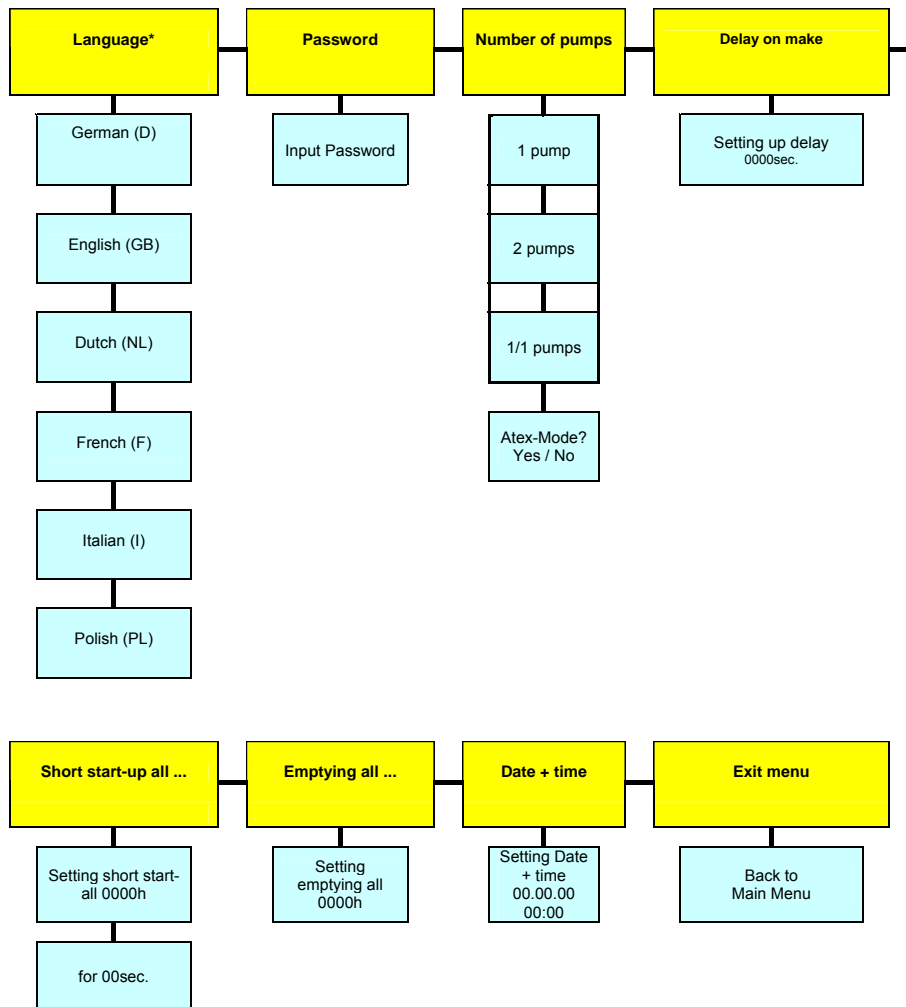 Language*
Password
Number of pumps
Delay on make
German (D)
English (GB)
Dutch (NL)
French (F)
Italian (I)
Polish (PL)
Input Password
1 pump
2 pumps
1/1 pumps
Atex-Mode?
Yes / No
Setting up delay
0000sec.
Short start-up all ...
Emptying all ...
Date + time
Exit menu
Setting short start-
all 0000h
for 00sec.
Setting
emptying all
0000h
Setting Date
+ time
00.00.00
00:00
Back to
Main Menu